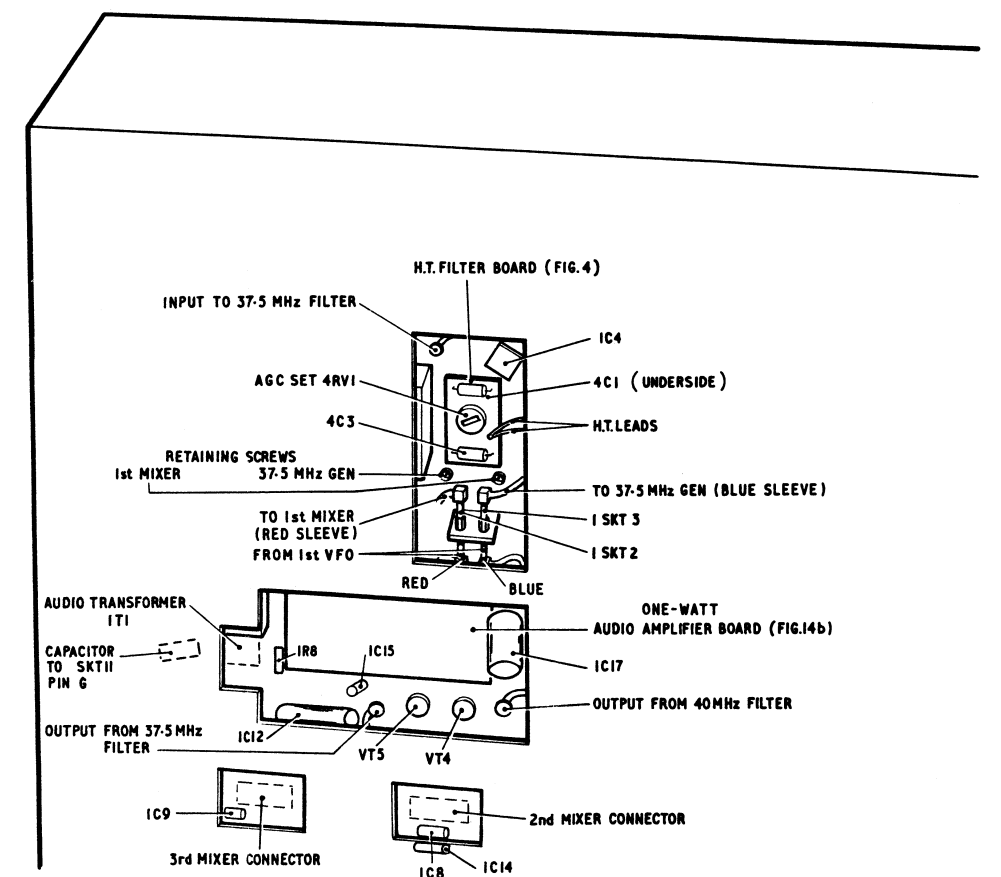 H.T. FILTER BOARD (FIG.4)
INPUT TO 37·5 MHz FILTER
1C4
AGC SET 4RV1
4C1 (UNDERSIDE)
4C3
H.T. LEADS
RETAINING SCREWS
1st MIXER 37·5 MHz GEN
TO 37·5 MHz GEN (BLUE SLEEVE)
TO 1st MIXER
(RED SLEEVE)
1 SKT 3
FROM 1st VFO
1 SKT 2
RED
BLUE
AUDIO TRANSFORMER
1T1
ONE-WATT
AUDIO AMPLIFIER BOARD (FIG.14b)
CAPACITOR
TO SKT11
PIN G
1R8
1C15
1C17
OUTPUT FROM 40MHz FILTER
OUTPUT FROM 37·5 MHz
FILTER
1C12
VT5
VT4
1C9
2nd MIXER CONNECTOR
3rd MIXER CONNECTOR
1C8
1C14